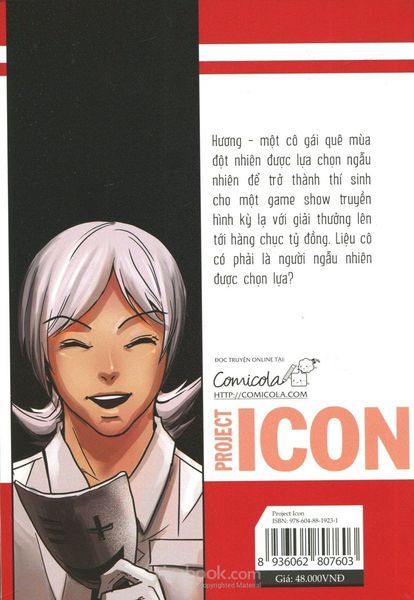 Hương - một cô gái quê mùa
đột nhiên được lựa chọn ngẫu
nhiên để trở thành thí sinh
cho một game show truyền
hình kỳ lạ với giải thưởng lên
tới hàng chục tỷ đồng. Liệu cô
có phải là người ngẫu nhiên
được chọn lựa?
ĐỌC TRUYỆN ONLINE TẠI:
Comicola
HTTP://COMICOLA.COM
PROJECT
ICON
Project Icon
ISBN: 978-604-88-1923-1
8 936062 807603
Giá: 48.000VNĐ
Copyrighted Material